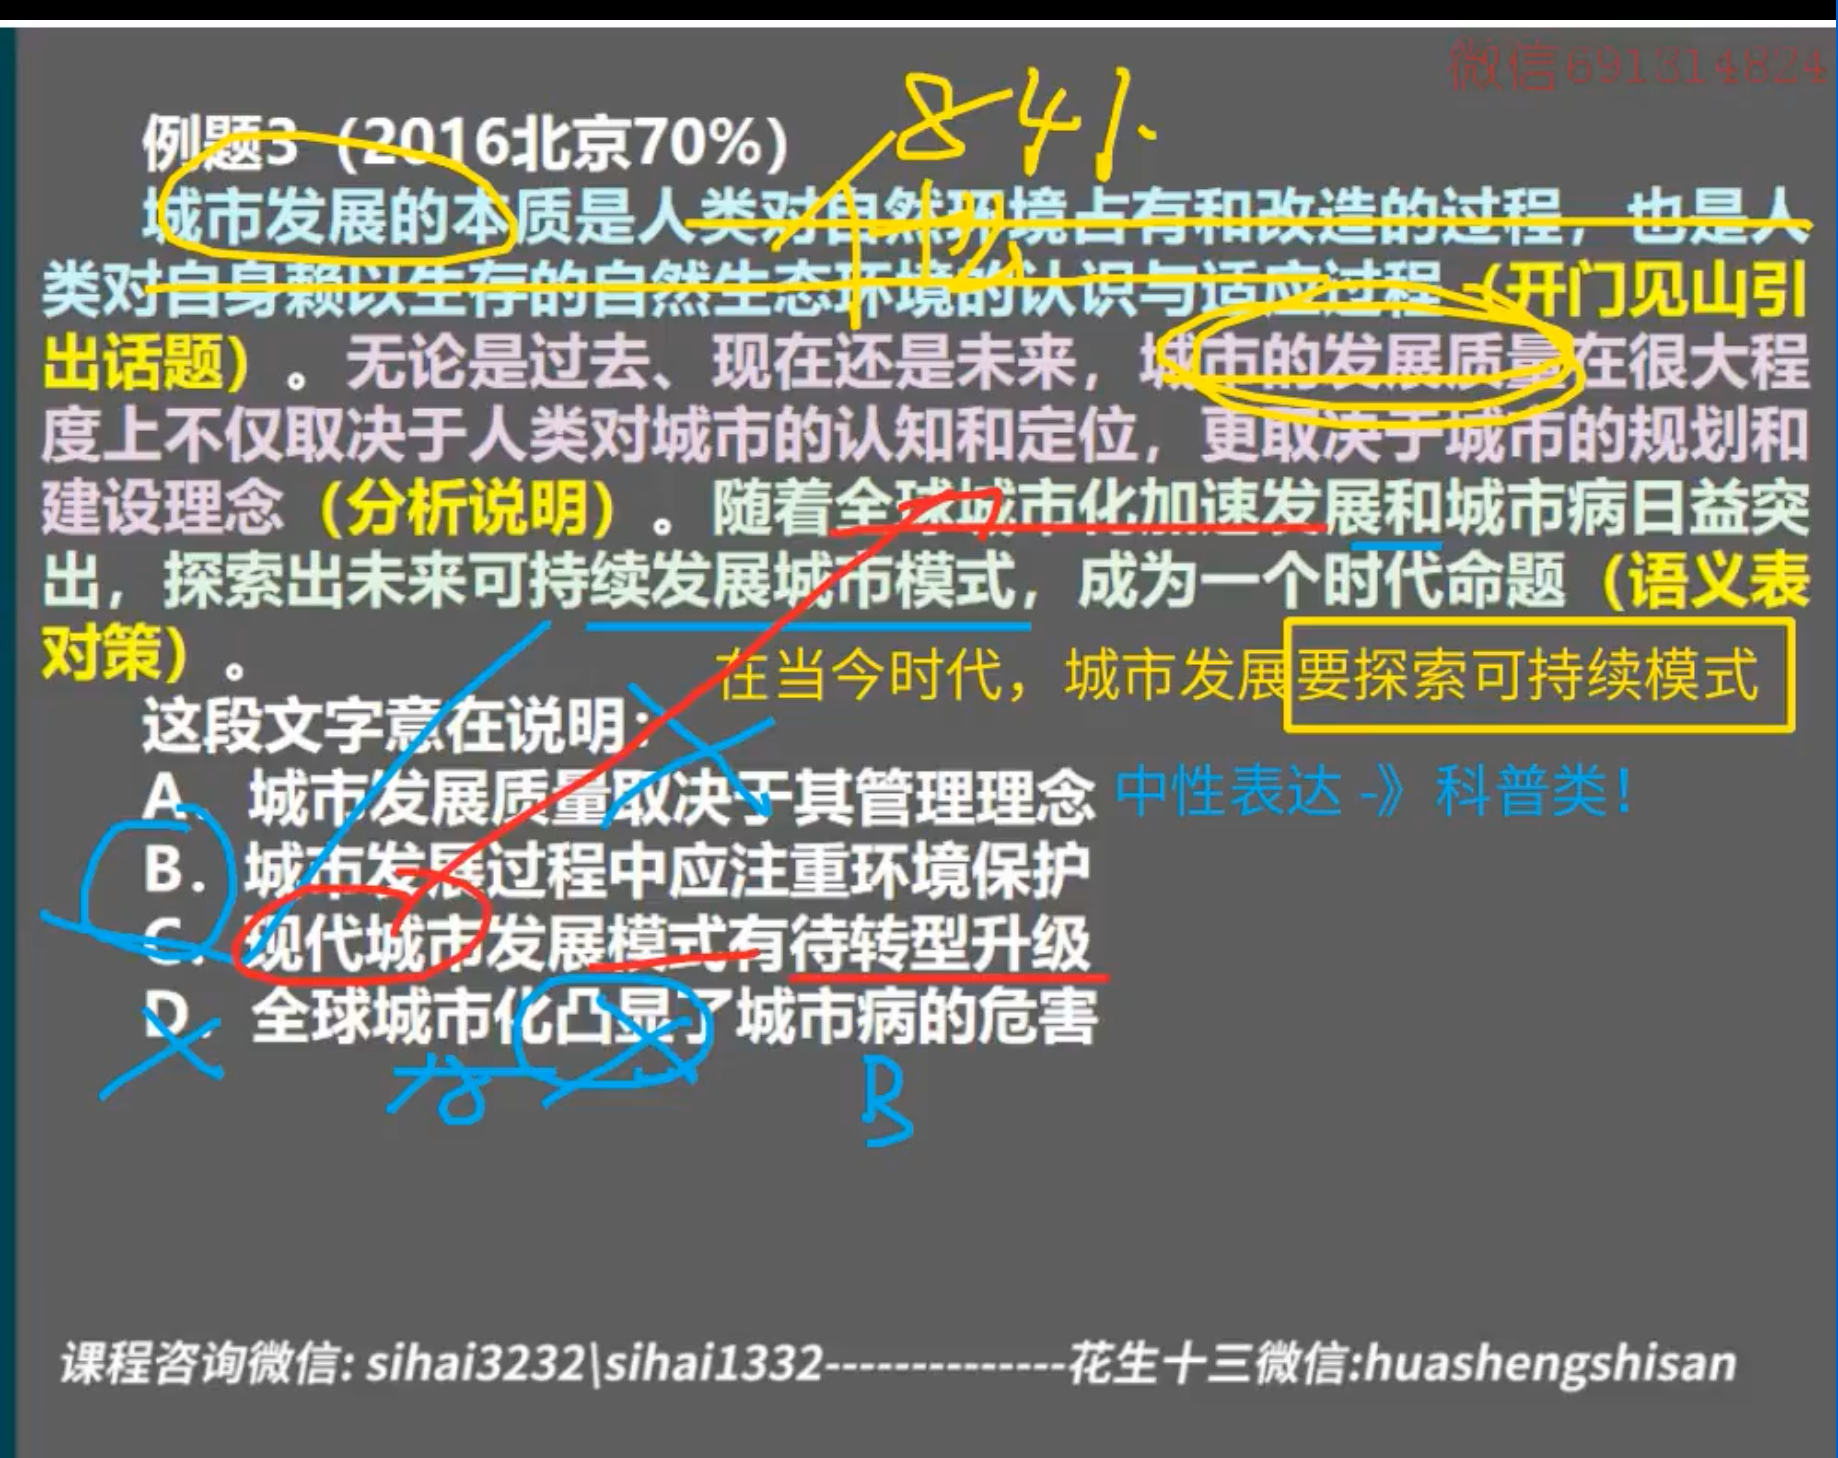 微信691314824
例题3（2016北京70%）
84%
城市发展的本质是人类对自然环境占有和改造的过程，也是人
类对自身赖以生存的自然生态环境的认识与适应过程（开门见山引
出话题）。无论是过去、现在还是未来，城市的发展质量在很大程
度上不仅取决于人类对城市的认知和定位，更取决于城市的规划和
建设理念（分析说明）。随着全球城市化加速发展和城市病日益突
出，探索出未来可持续发展城市模式，成为一个时代命题（语义表
对策）。
在当今时代，城市发展要探索可持续模式
这段文字意在说明：
A. 城市发展质量取决于其管理理念
中性表达 -》科普类！
B. 城市发展过程中应注重环境保护
C. 现代城市发展模式有待转型升级
D. 全球城市化凸显了城市病的危害
B
课程咨询微信: sihai3232\sihai1332--------------花生十三微信:huashengshisan